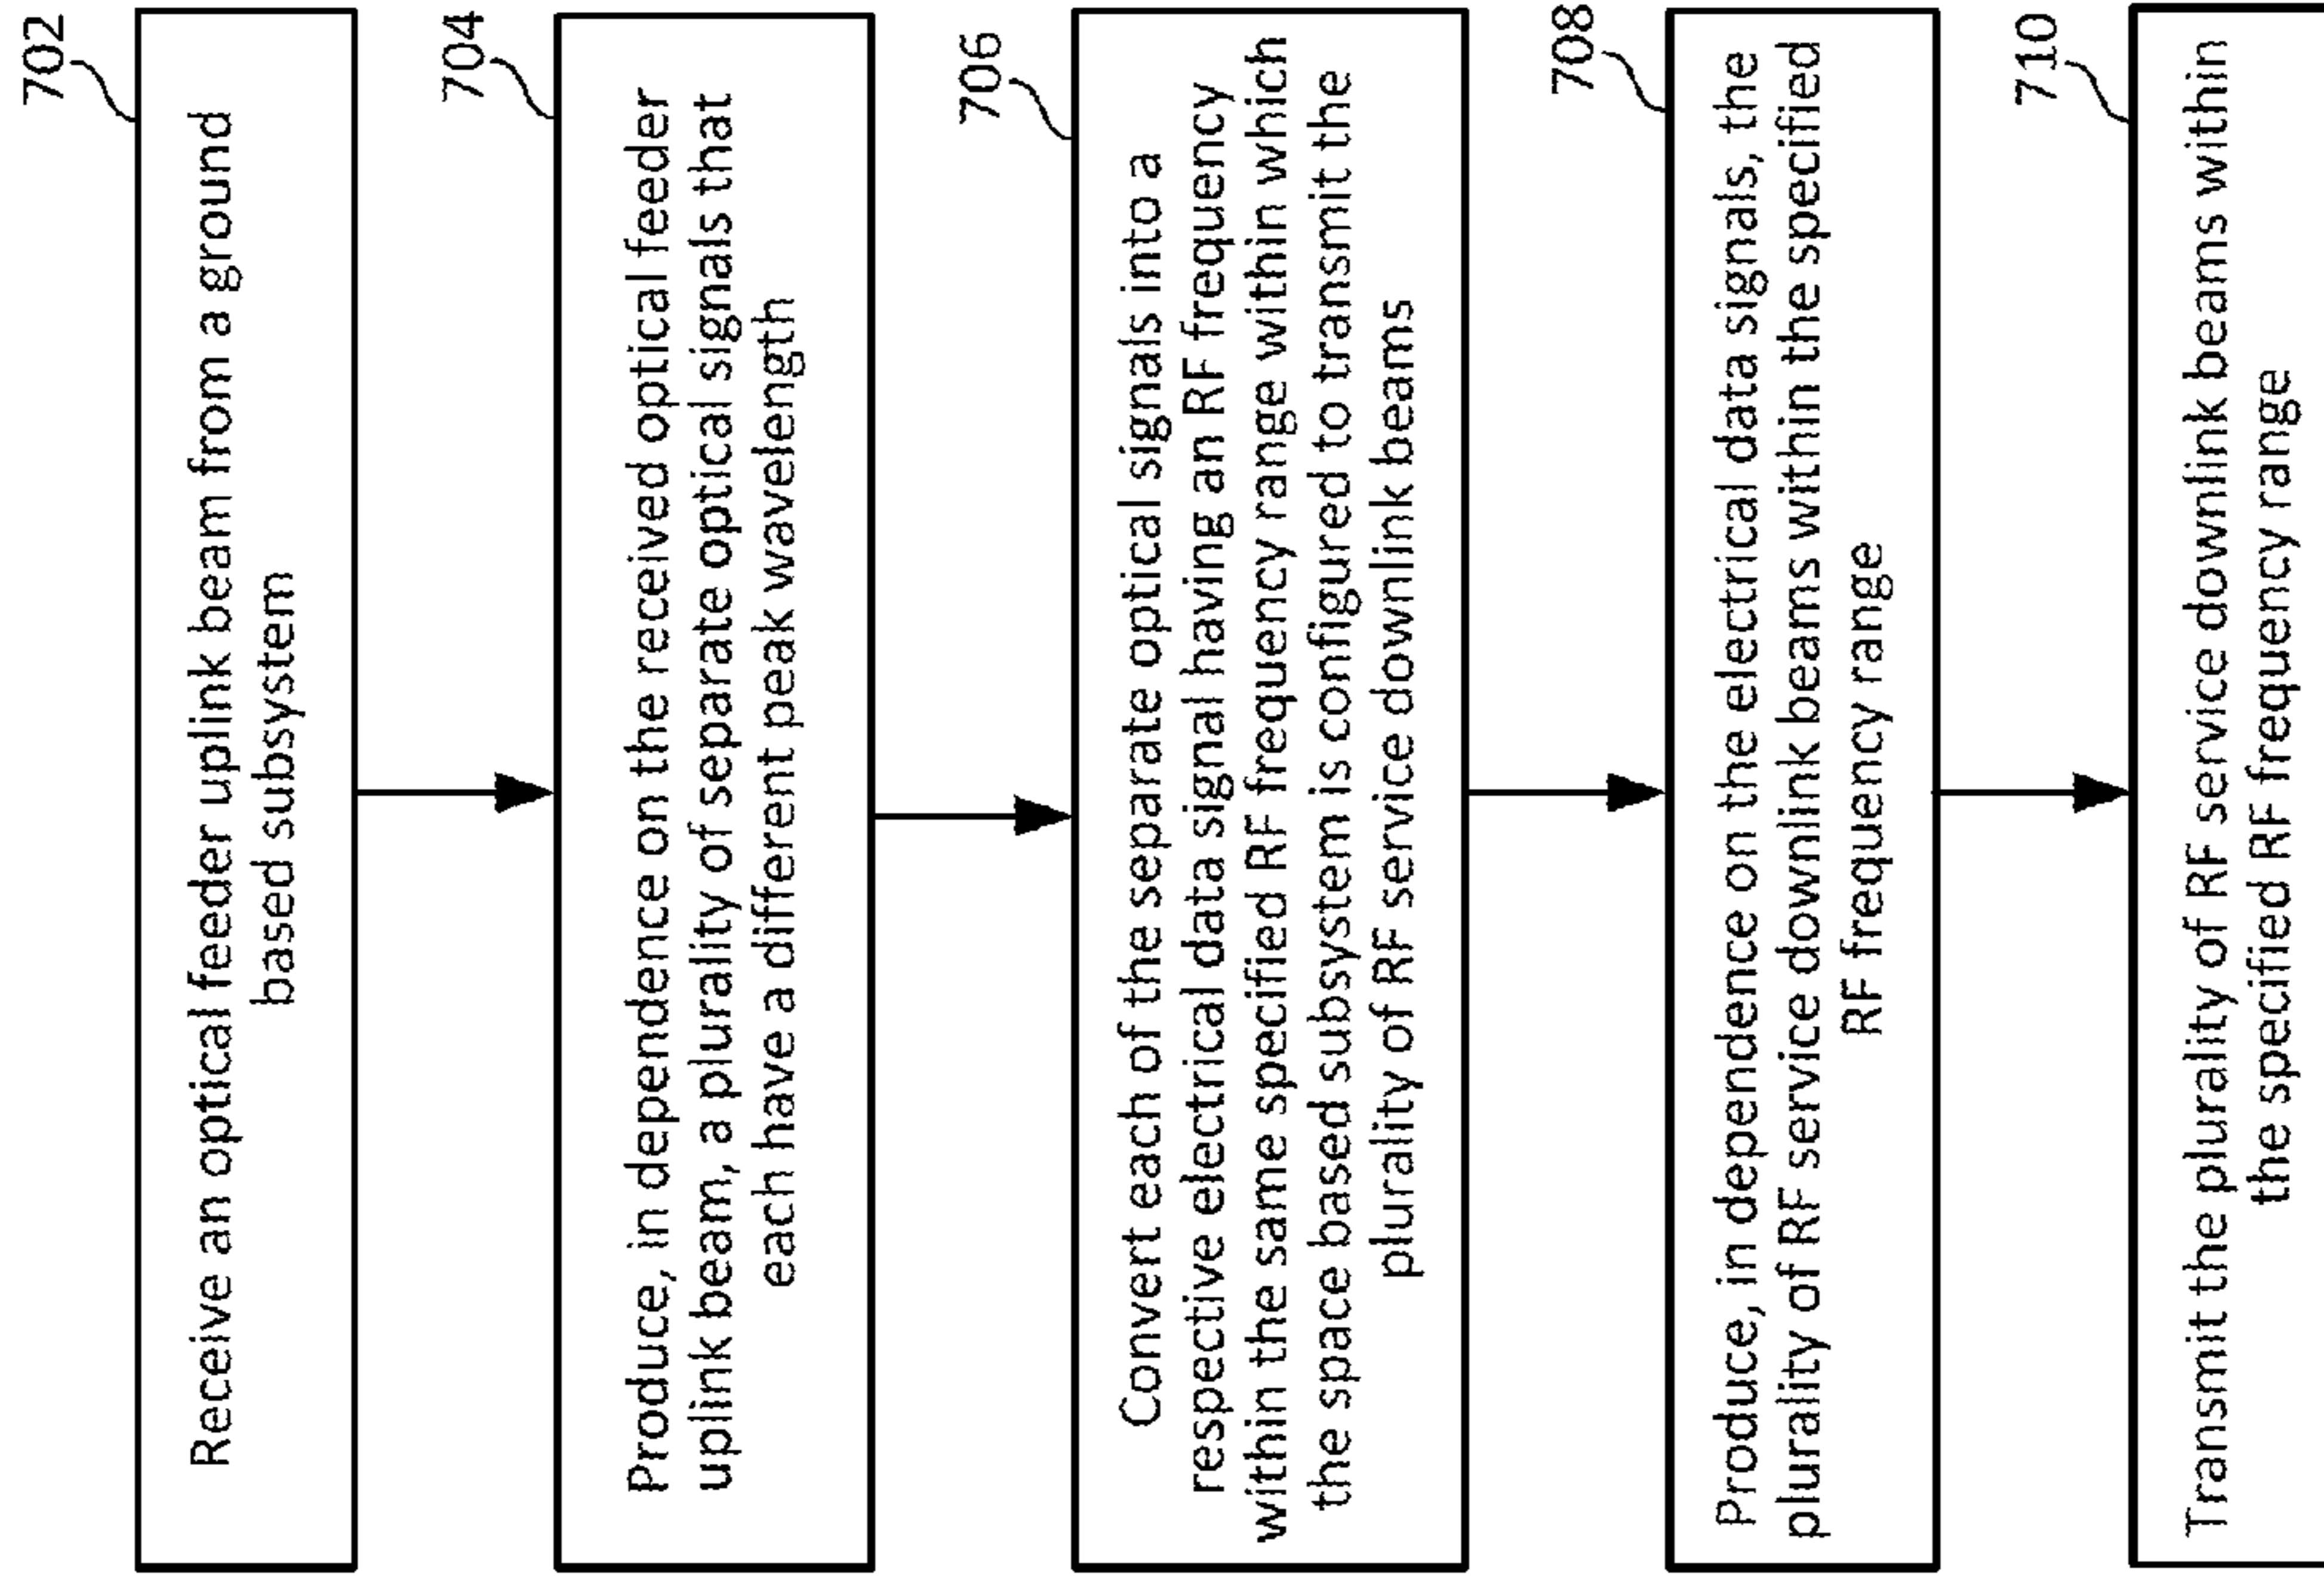 702
Receive an optical feeder uplink beam from a ground
based subsystem
704
Produce, in dependence on the received optical feeder
uplink beam, a plurality of separate optical signals that
each have a different peak wavelength
706
Convert each of the separate optical signals into a
respective electrical data signal having an RF frequency
within the same specified RF frequency range within which
the space based subsystem is configured to transmit the
plurality of RF service downlink beams
708
Produce, in dependence on the electrical data signals, the
plurality of RF service downlink beams within the specified
RF frequency range
710
Transmit the plurality of RF service downlink beams within
the specified RF frequency range